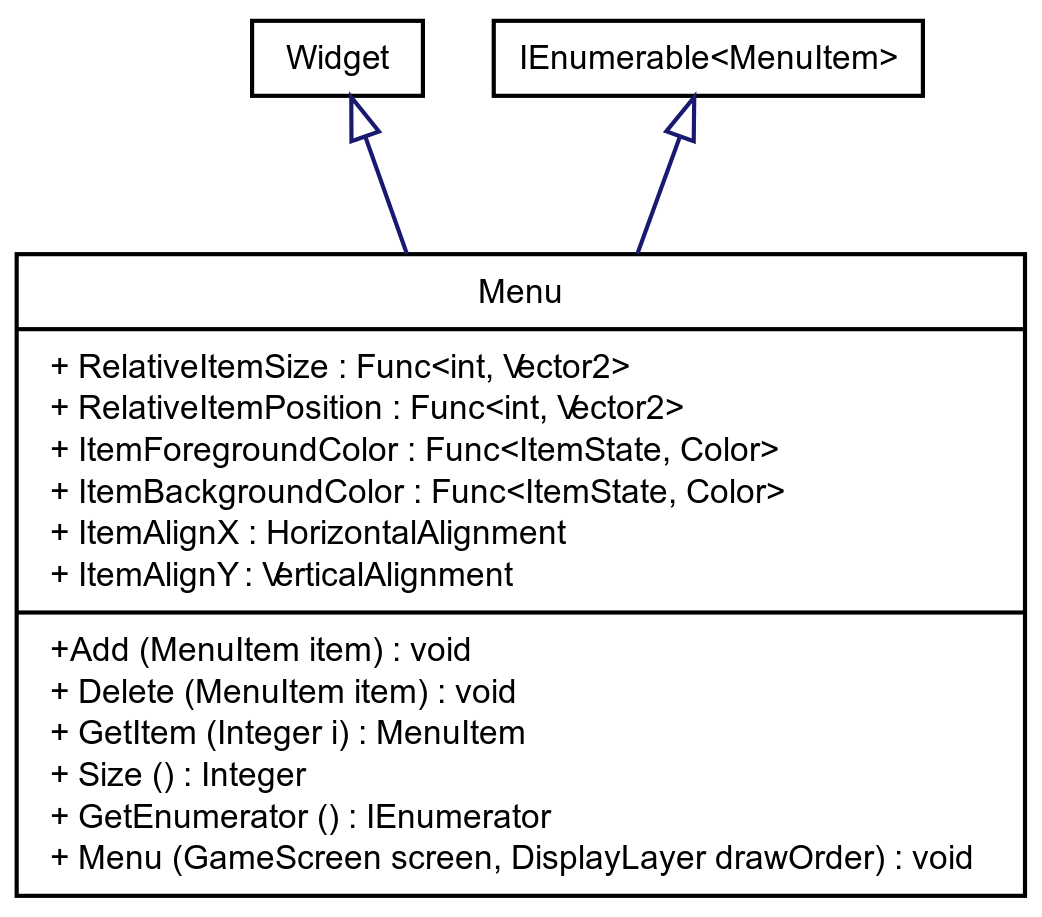 Widget
IEnumerable<MenuItem>
Menu
+ RelativeItemSize : Func<int, Vector2>
+ RelativeItemPosition : Func<int, Vector2>
+ ItemForegroundColor : Func<ItemState, Color>
+ ItemBackgroundColor : Func<ItemState, Color>
+ ItemAlignX : HorizontalAlignment
+ ItemAlignY : VerticalAlignment
+Add (MenuItem item) : void
+ Delete (MenuItem item) : void
+ GetItem (Integer i) : MenuItem
+ Size () : Integer
+ GetEnumerator () : IEnumerator
+ Menu (GameScreen screen, DisplayLayer drawOrder) : void